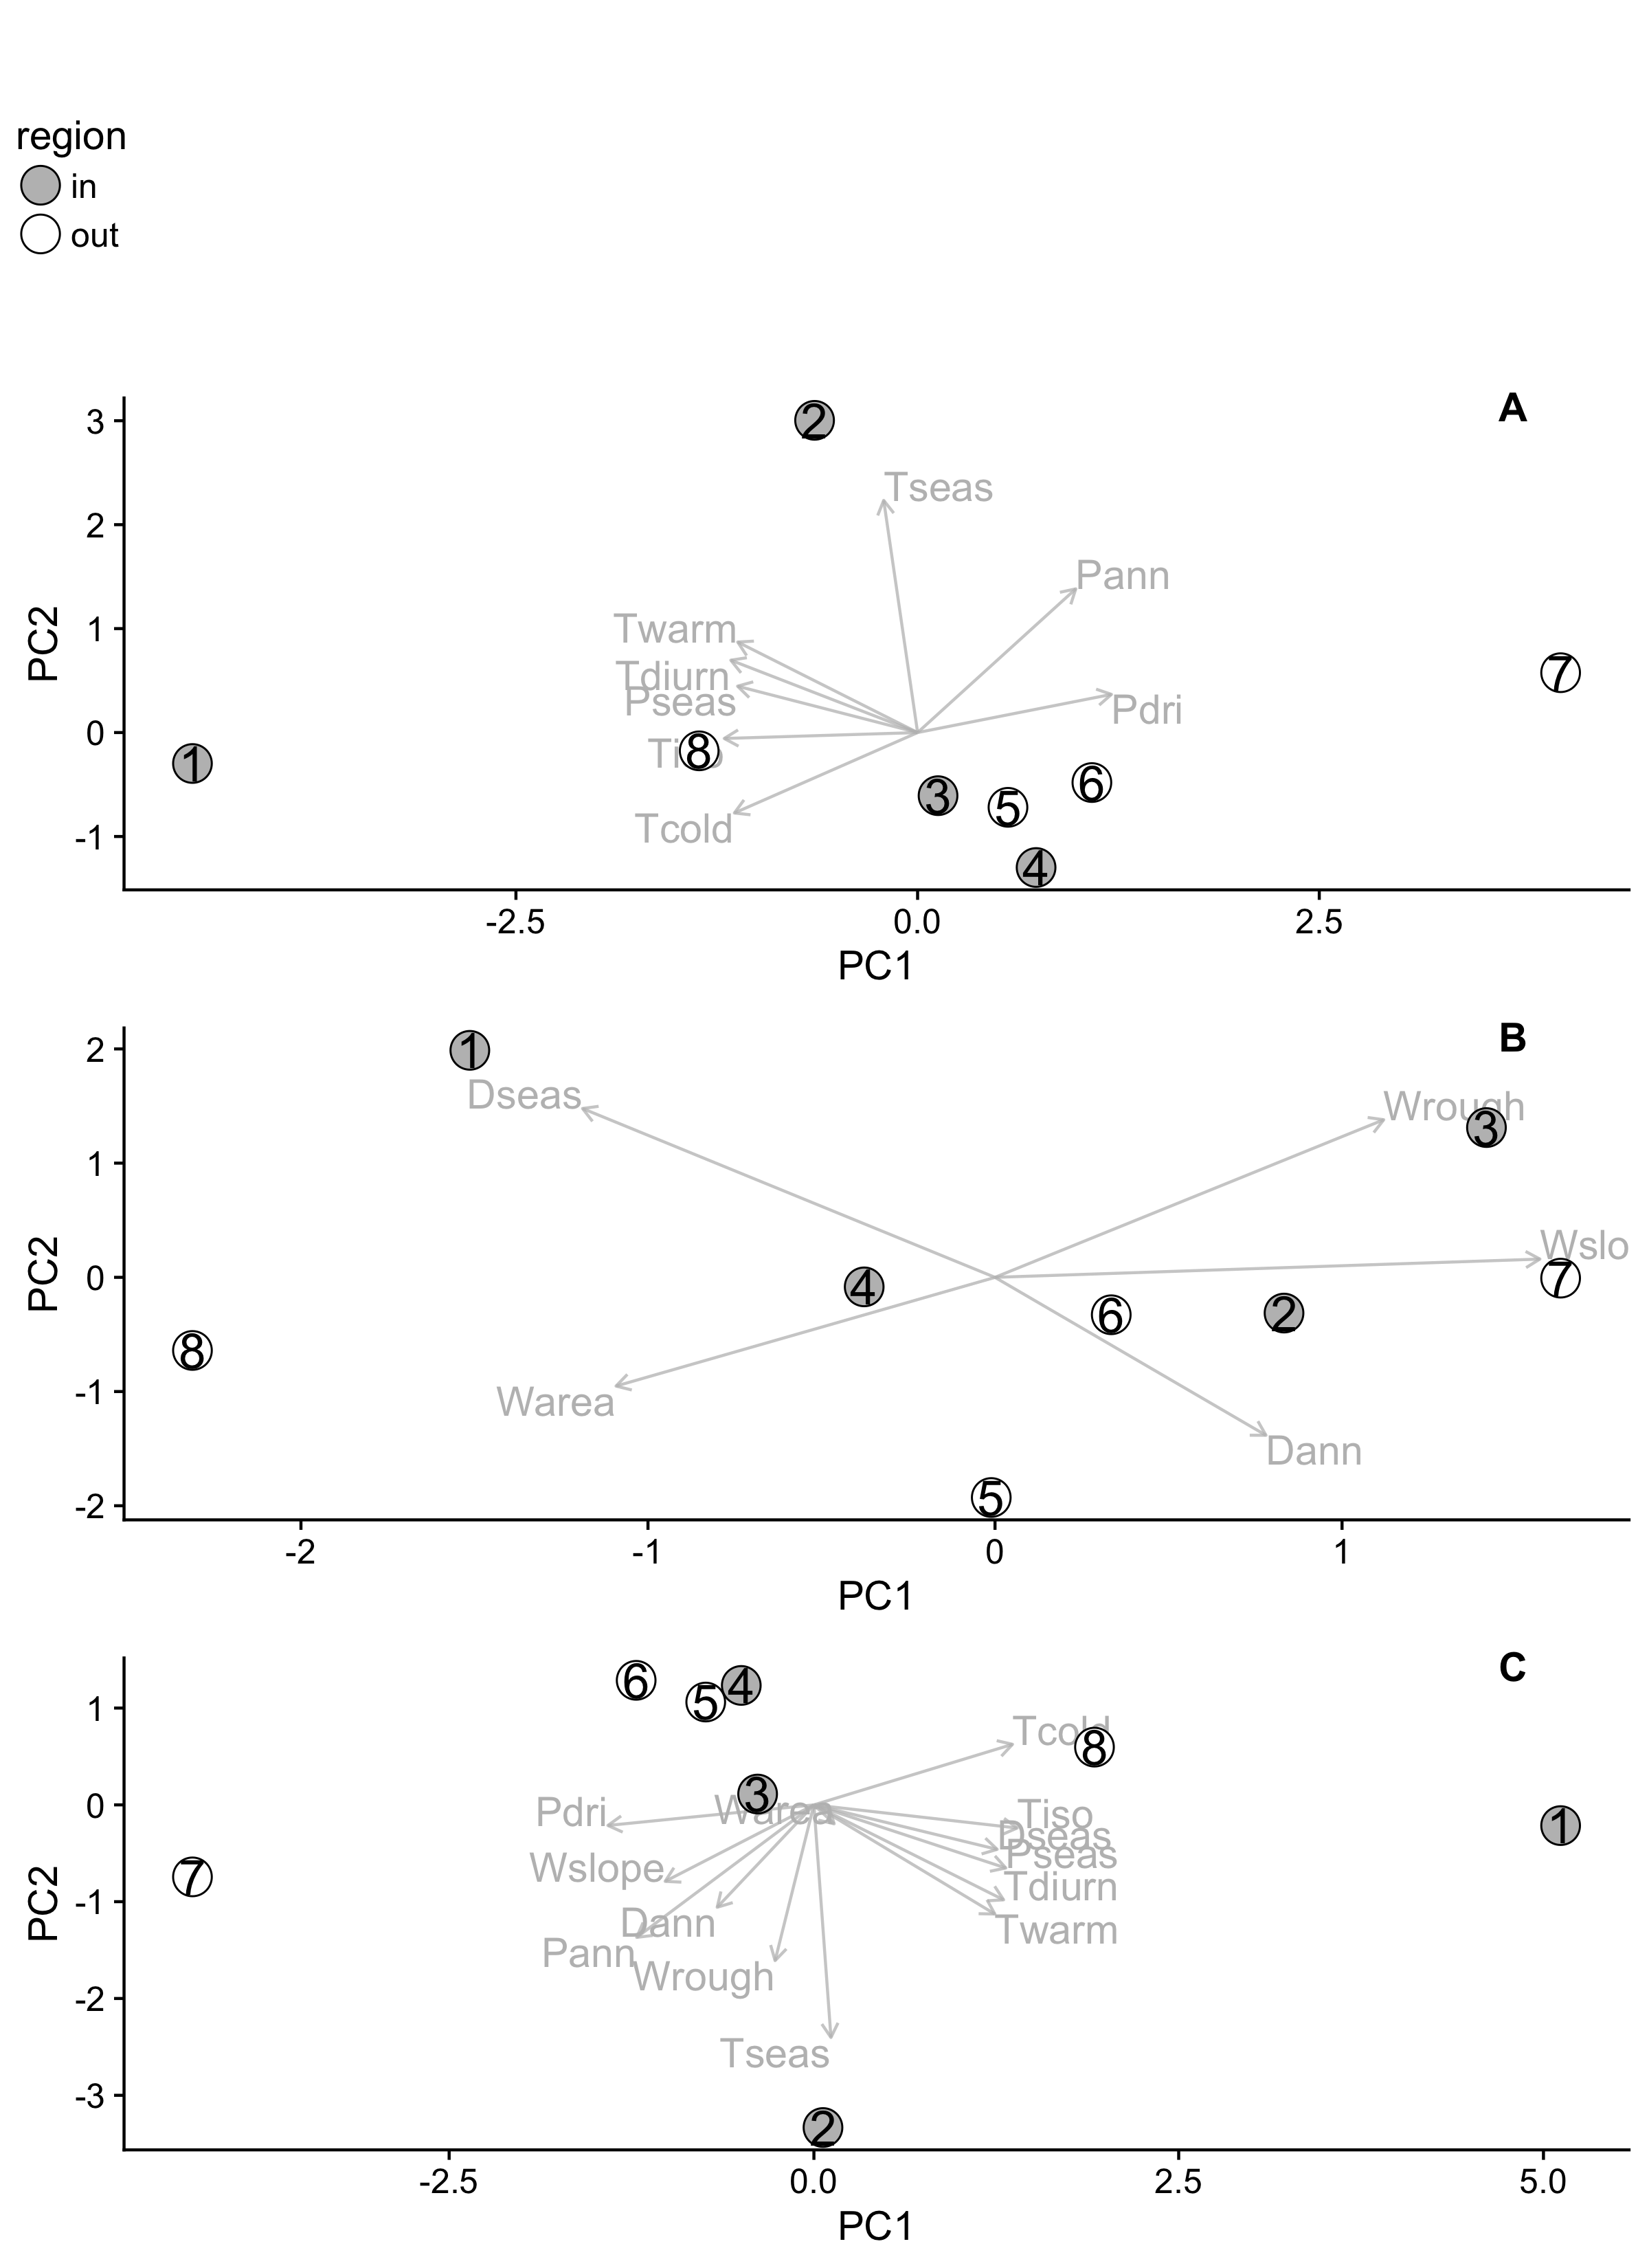 region
in
out
A
3
2
1
0
-1
PC2
2
Tseas
Pann
Twarm
Tdiurn
Pseas
Pdri
7
1
8
Tcold
3
5
6
4
-2.5
0.0
2.5
PC1
B
2
1
0
-1
-2
PC2
1
Dseas
Wrough
3
Wslo
7
4
6
2
8
Warea
Dann
5
-2
-1
0
1
PC1
C
1
0
-1
-2
-3
PC2
6
5
4
Tcold
8
3
Warea
Pdri
Tiso
Dseas
Pseas
1
Wslope
7
Tdiurn
Dann
Twarm
Pann
Wrough
Tseas
2
-2.5
0.0
2.5
5.0
PC1